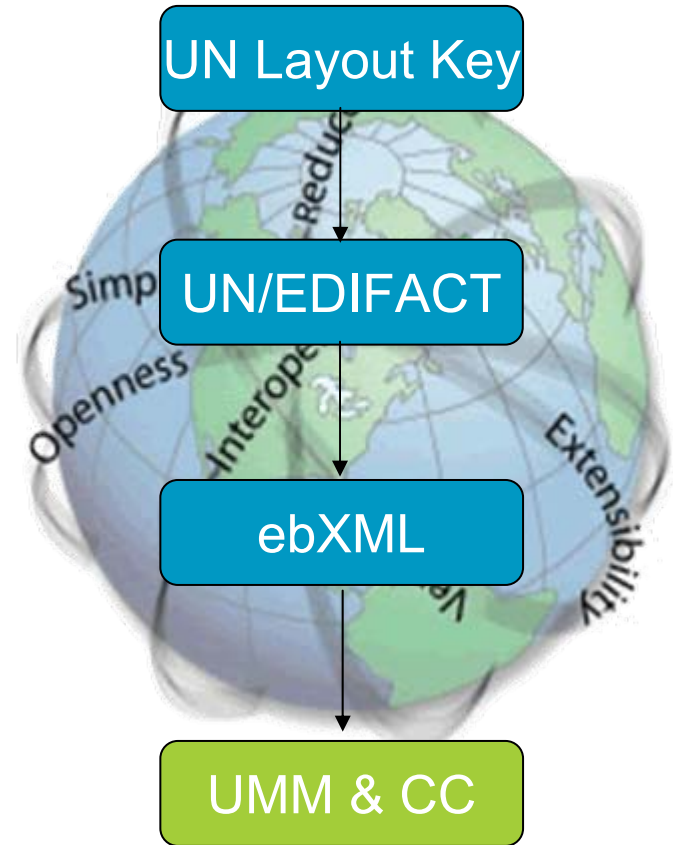 UN Layout Key
UN/EDIFACT
Openness
Extensibility
ebXML
UMM & CC